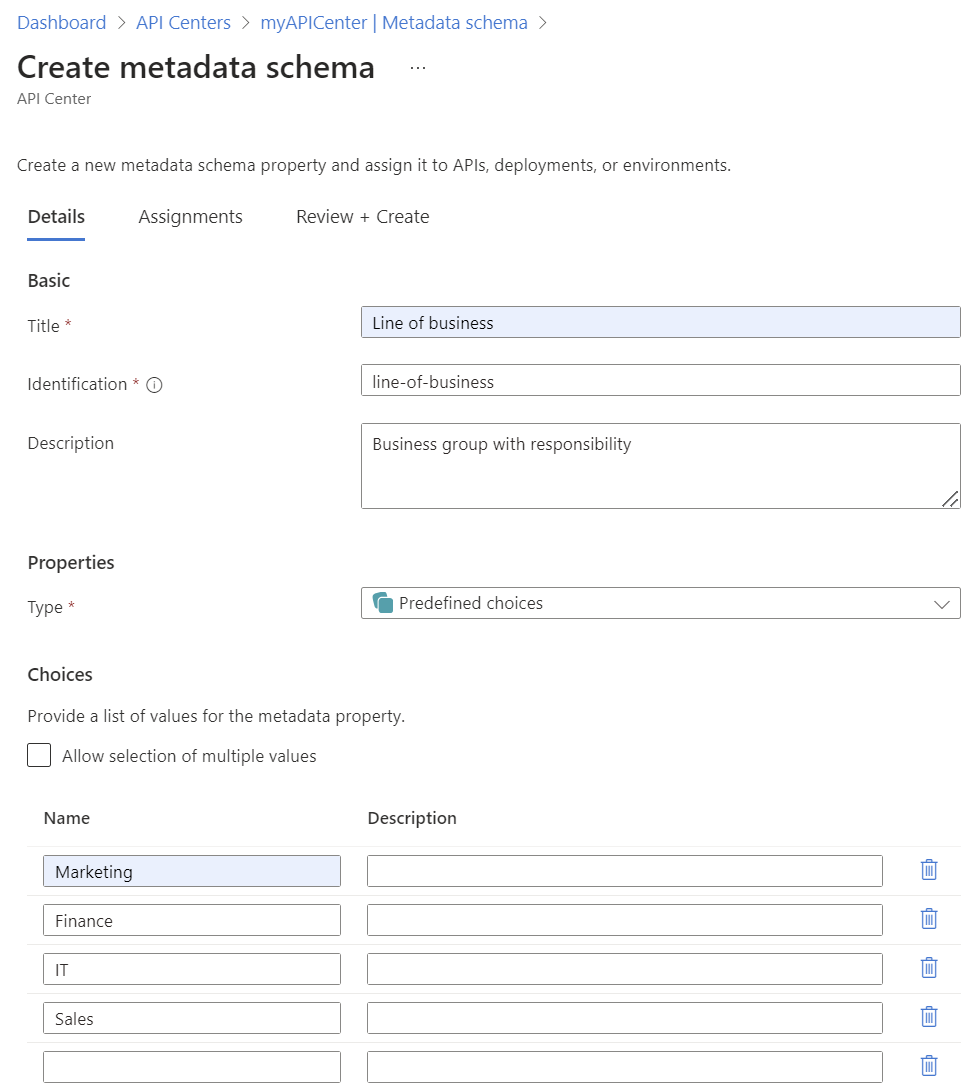 Dashboard > API Centers > myAPICenter | Metadata schema >
Create metadata schema ...
API Center
Create a new metadata schema property and assign it to APIs, deployments, or environments.
Details Assignments Review + Create
Basic
Title * Line of business
Identification * line-of-business
Description Business group with responsibility
Properties
Type * Predefined choices
Choices
Provide a list of values for the metadata property.
Allow selection of multiple values
Name Description
Marketing
Finance
IT
Sales